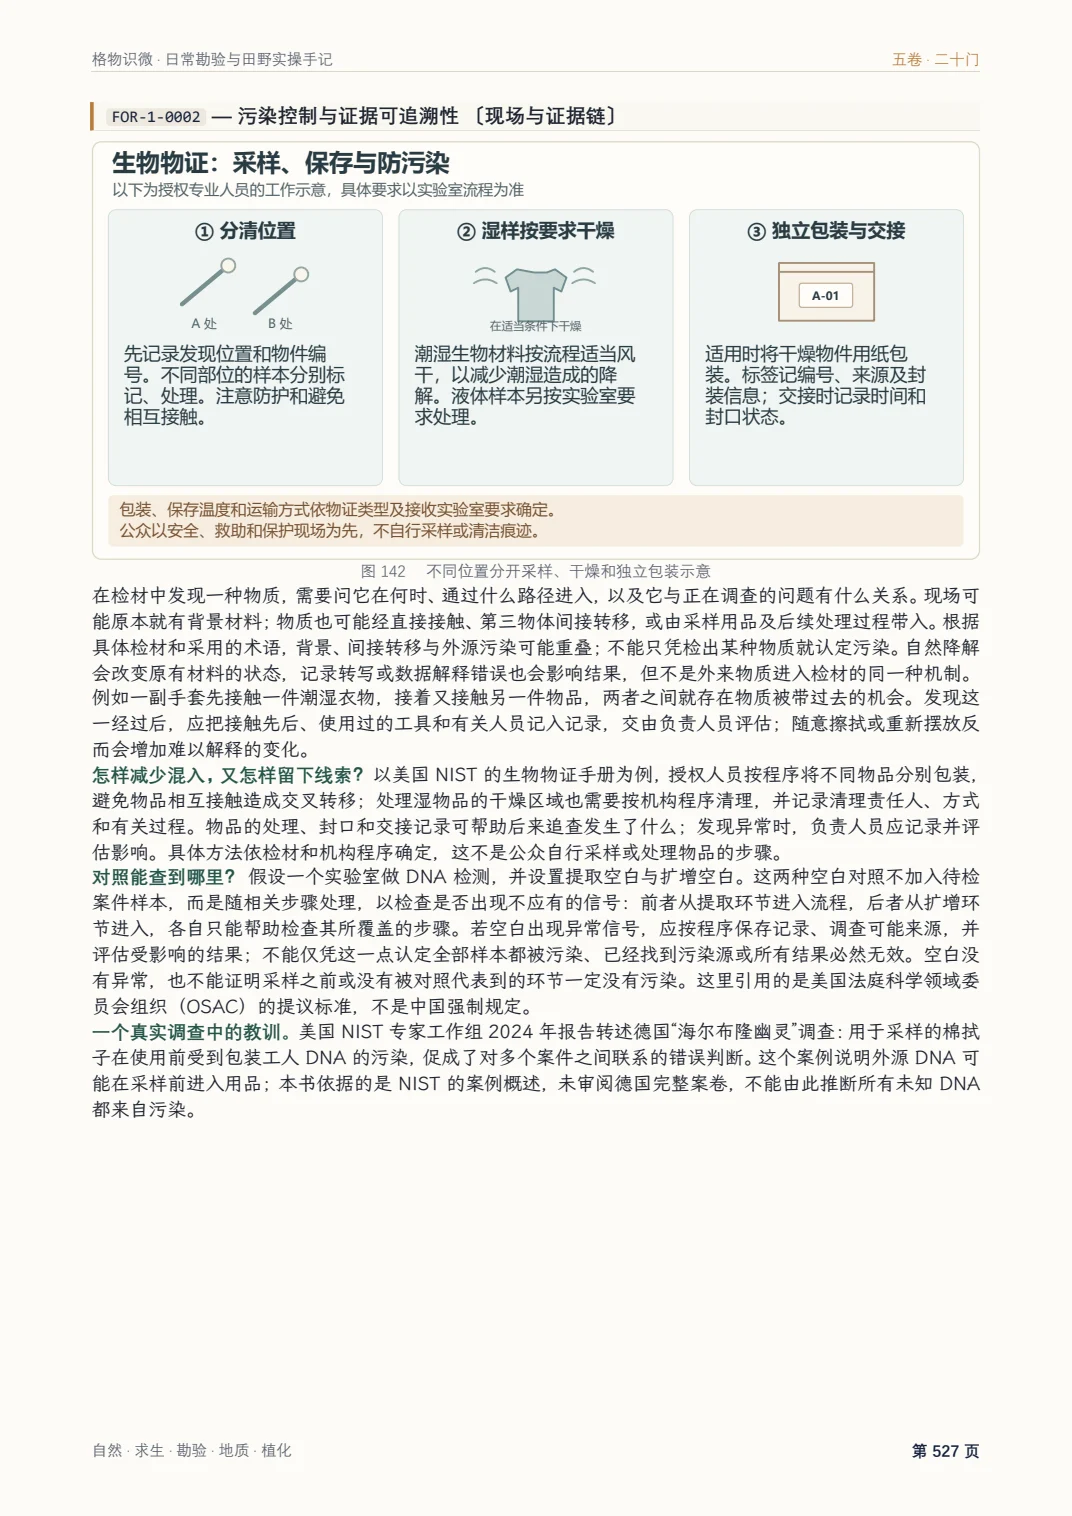 格物识微 · 日常勘验与田野实操手记
五卷 · 二十门
FOR-1-0002 — 污染控制与证据可追溯性 〔现场与证据链〕
生物物证：采样、保存与防污染
以下为授权专业人员的工作示意，具体要求以实验室流程为准
① 分清位置
A 处
B 处
先记录发现位置和物件编
号。不同部位的样本分别标
记、处理。注意防护和避免
相互接触。
② 湿样按要求干燥
在适当条件下干燥
潮湿生物材料按流程适当风
干，以减少潮湿造成的降
解。液体样本另按实验室要
求处理。
③ 独立包装与交接
A-01
适用时将干燥物件用纸包
装。标签记编号、来源及封
装信息；交接时记录时间和
封口状态。
包装、保存温度和运输方式依物证类型及接收实验室要求确定。
公众以安全、救助和保护现场为先，不自行采样或清洁痕迹。
图 142 不同位置分开采样、干燥和独立包装示意
在检材中发现一种物质，需要问它在何时、通过什么路径进入，以及它与正在调查的问题有什么关系。现场可
能原本就有背景材料；物质也可能经直接接触、第三物体间接转移，或由采样用品及后续处理过程带入。根据
具体检材和采用的术语，背景、间接转移与外源污染可能重叠；不能只凭检出某种物质就认定污染。自然降解
会改变原有材料的状态，记录转写或数据解释错误也会影响结果，但不是外来物质进入检材的同一种机制。
例如一副手套先接触一件潮湿衣物，接着又接触另一件物品，两者之间就存在物质被带过去的机会。发现这
一经过后，应把接触先后、使用过的工具和有关人员记入记录，交由负责人员评估；随意擦拭或重新摆放反
而会增加难以解释的变化。
怎样减少混入，又怎样留下线索？ 以美国 NIST 的生物物证手册为例，授权人员按程序将不同物品分别包装，
避免物品相互接触造成交叉转移；处理湿物品的干燥区域也需要按机构程序清理，并记录清理责任人、方式
和有关过程。物品的处理、封口和交接记录可帮助后来追查发生了什么；发现异常时，负责人员应记录并评
估影响。具体方法依检材和机构程序确定，这不是公众自行采样或处理物品的步骤。
对照能查到哪里？ 假设一个实验室做 DNA 检测，并设置提取空白与扩增空白。这两种空白对照不加入待检
案件样本，而是随相关步骤处理，以检查是否出现不应有的信号：前者从提取环节进入流程，后者从扩增环
节进入，各自只能帮助检查其所覆盖的步骤。若空白出现异常信号，应按程序保存记录、调查可能来源，并
评估受影响的结果；不能仅凭这一点认定全部样本都被污染、已经找到污染源或所有结果必然无效。空白没
有异常，也不能证明采样之前或没有被对照代表到的环节一定没有污染。这里引用的是美国法庭科学领域委
员会组织（OSAC）的提议标准，不是中国强制规定。
一个真实调查中的教训。美国 NIST 专家工作组 2024 年报告转述德国“海尔布隆幽灵”调查：用于采样的棉拭
子在使用前受到包装工人 DNA 的污染，促成了对多个案件之间联系的错误判断。这个案例说明外源 DNA 可
能在采样前进入用品；本书依据的是 NIST 的案例概述，未审阅德国完整案卷，不能由此推断所有未知 DNA
都来自污染。
自然 · 求生 · 勘验 · 地质 · 植化
第 527 页